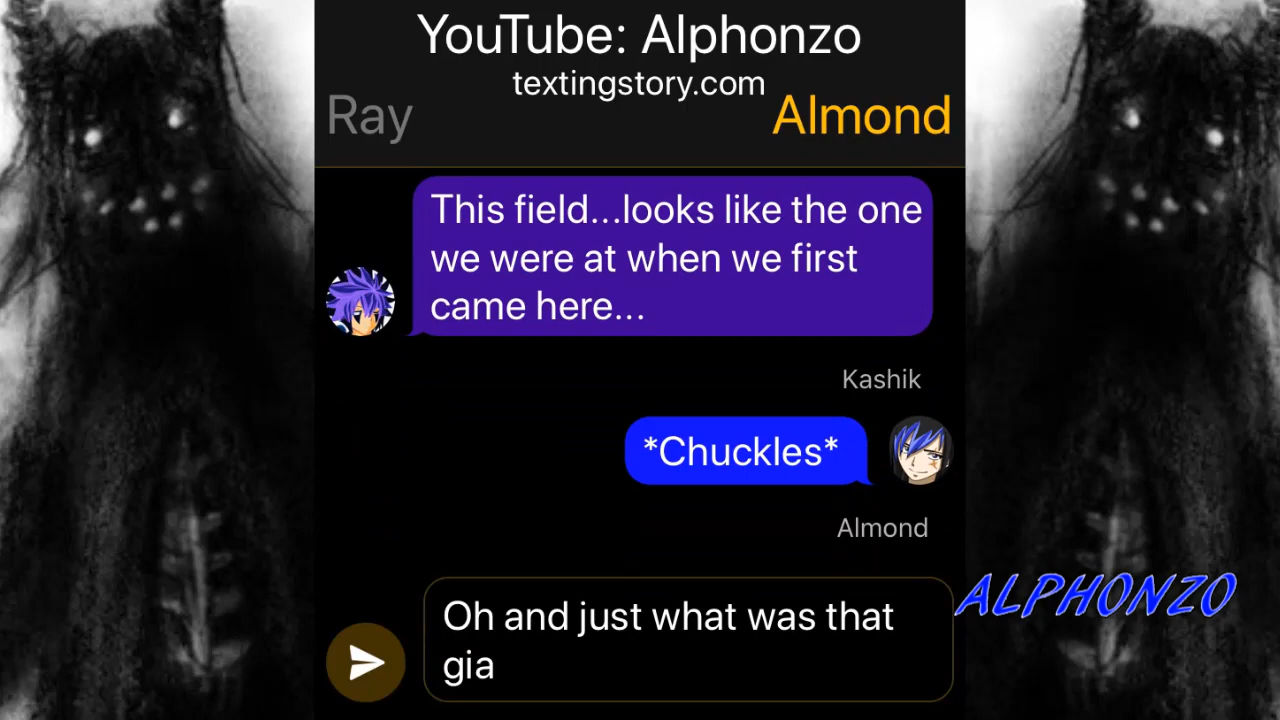 YouTube: Alphonzo
textingstory.com
Ray
Almond
This field...looks like the one
we were at when we first
came here...
Kashik
*Chuckles*
Almond
Oh and just what was that
gia
ALPHONZO